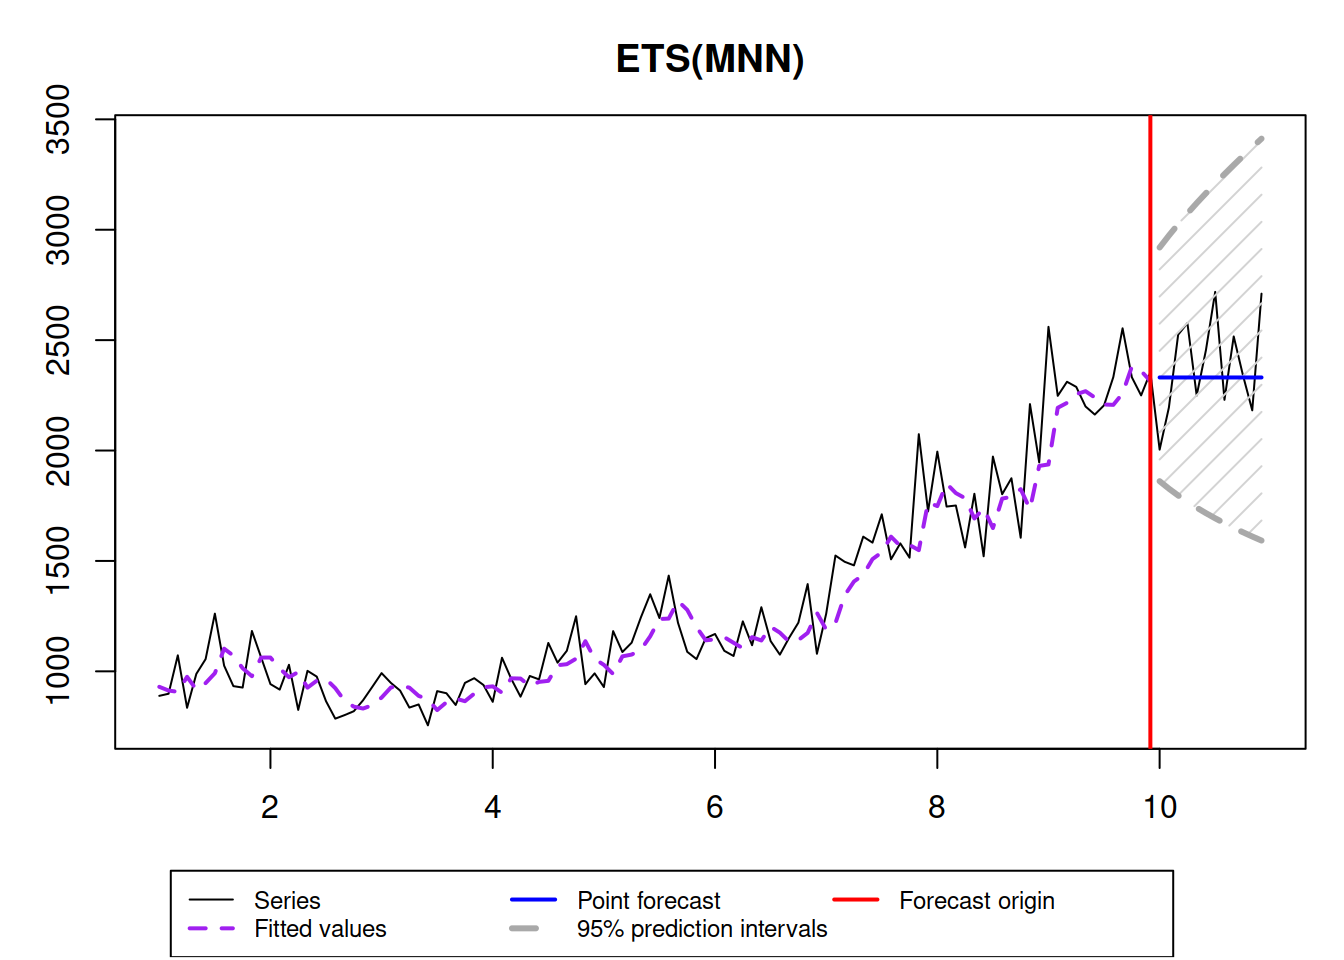 ETS(MNN)
3500
3000
2500
2000
1500
1000
2 4 6 8 10
Series Point forecast Forecast origin
Fitted values 95% prediction intervals